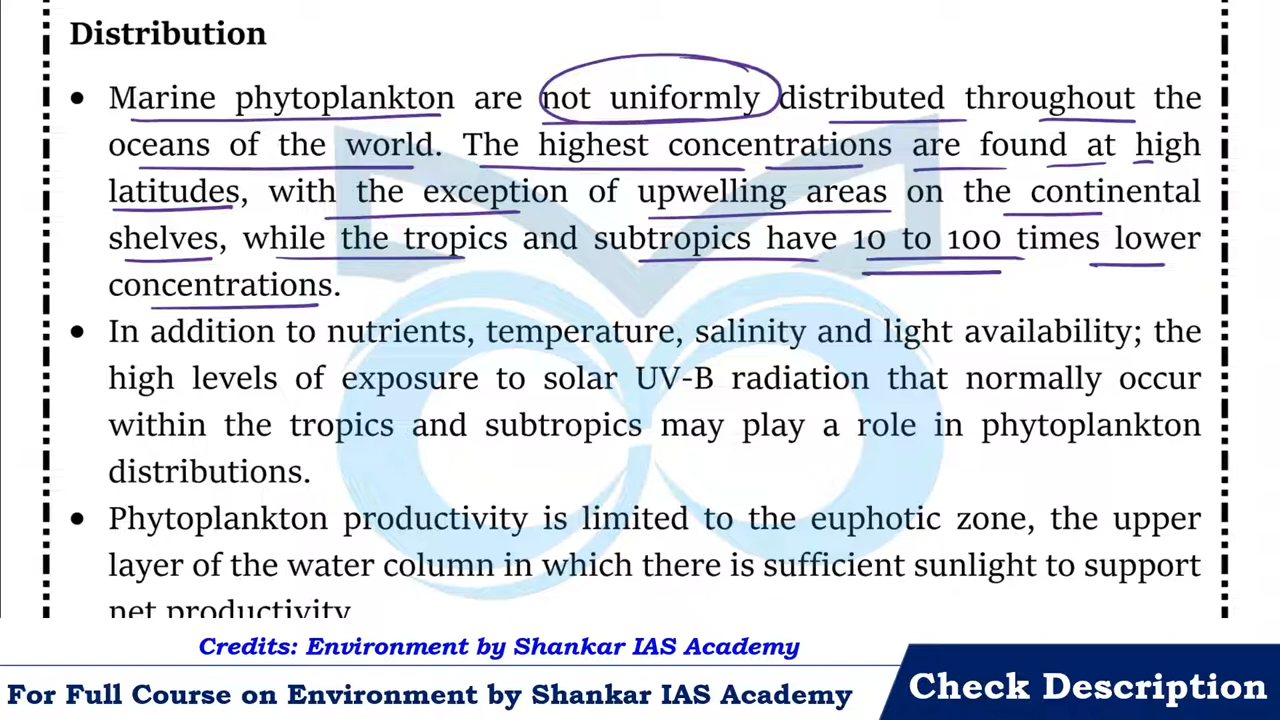 Distribution
• Marine phytoplankton are not uniformly distributed throughout the
oceans of the world. The highest concentrations are found at high
latitudes, with the exception of upwelling areas on the continental
shelves, while the tropics and subtropics have 10 to 100 times lower
concentrations.
• In addition to nutrients, temperature, salinity and light availability; the
high levels of exposure to solar UV-B radiation that normally occur
within the tropics and subtropics may play a role in phytoplankton
distributions.
• Phytoplankton productivity is limited to the euphotic zone, the upper
layer of the water column in which there is sufficient sunlight to support
net productivity
Credits: Environment by Shankar IAS Academy
For Full Course on Environment by Shankar IAS Academy
Check Description